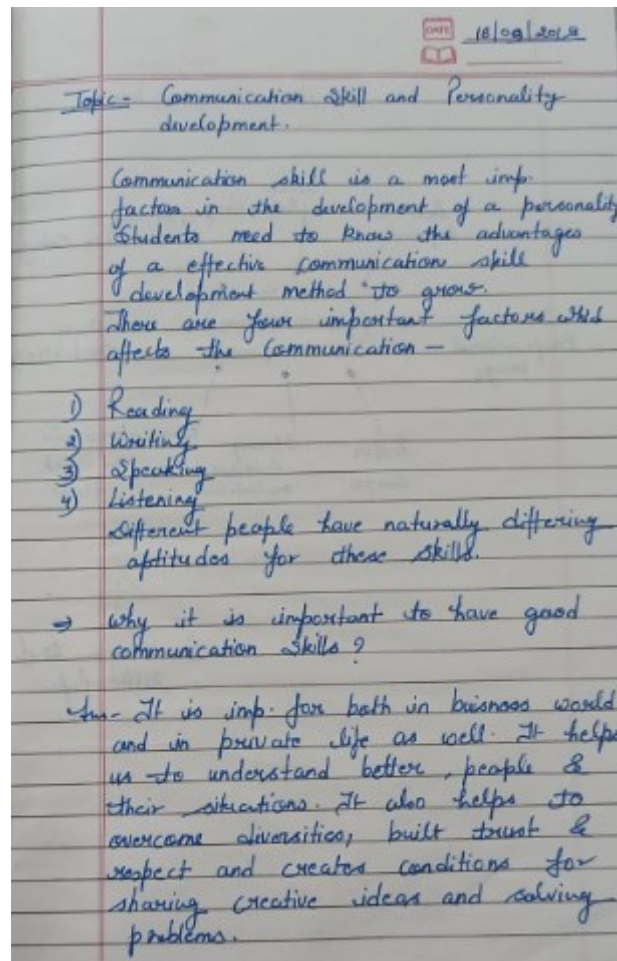 DATE 18/09/2019
Topic - Communication Skill and Personality
development.
Communication skill is a most imp.
factors in the development of a personality
Students need to know the advantages
of a effective communication skill
development method to grow.
There are four important factors which
affects the Communication -
1) Reading
2) Writing
3) Speaking
4) Listening
Different people have naturally differing
aptitudes for these skills.
→ Why it is important to have good
communication skills?
Ans- It is imp. for both in buisness world
and in private life as well. It helps
us to understand better, people &
their situations. It also helps to
overcome diversities, built trust &
respect and creates conditions for
sharing creative ideas and solving
problems.